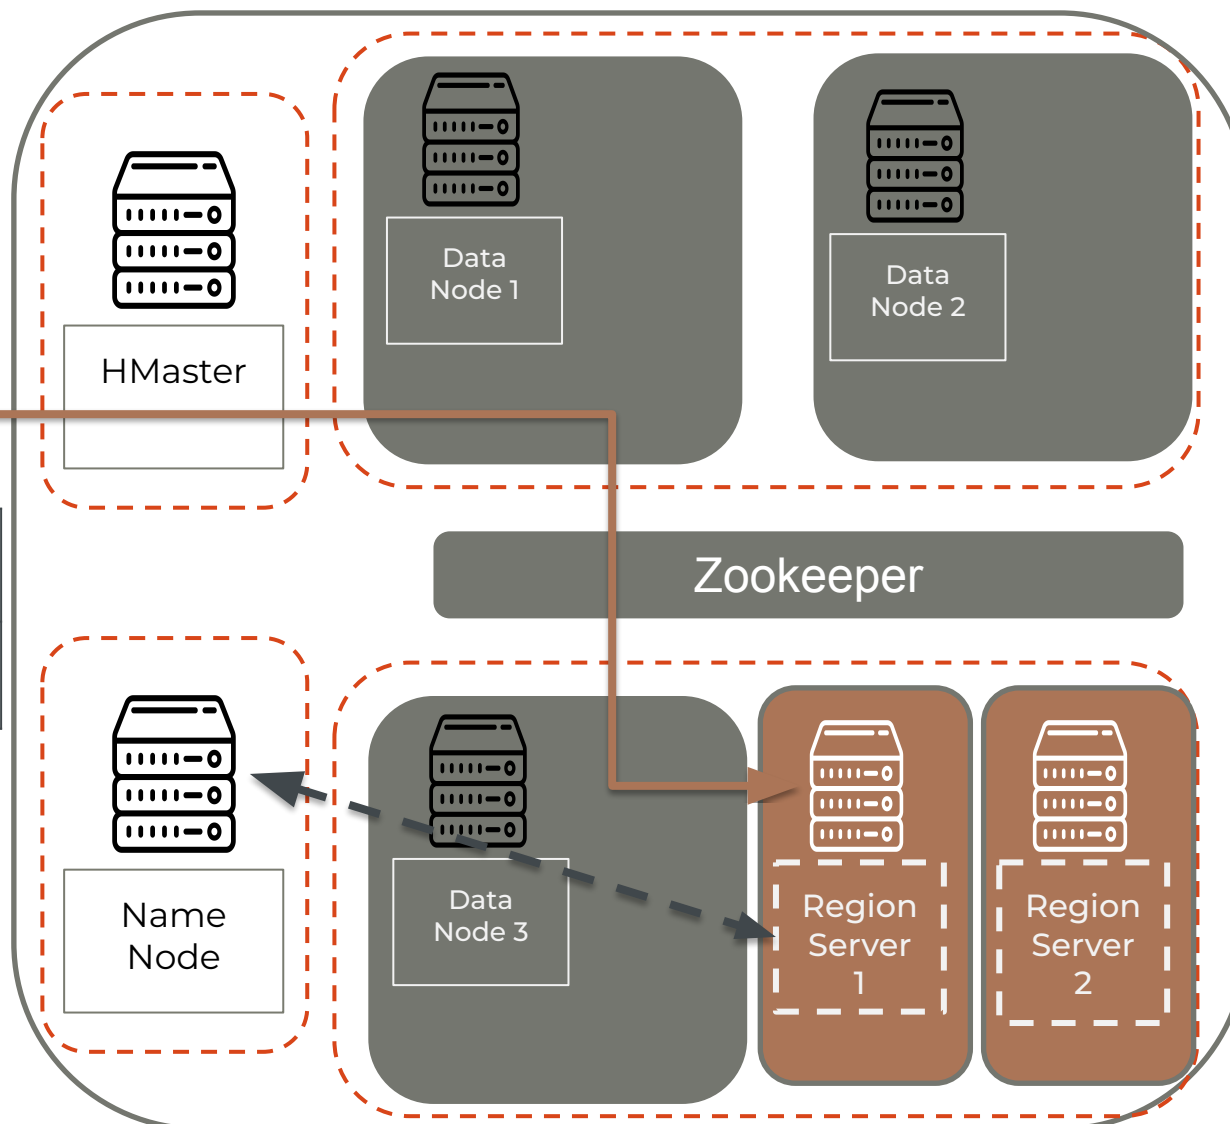 Data
Node 1
Data
Node 2
HMaster
Zookeeper
Name
Node
Data
Node 3
Region
Server
1
Region
Server
2